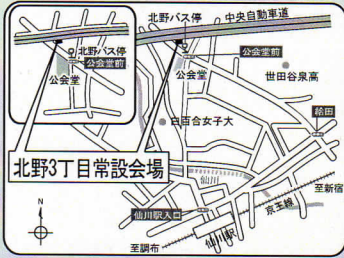 北野バス停
公会堂前
公会堂
北野バス停
中央自動車道
公会堂前
公会堂
世田谷泉高
白百合女子大
給田
北野3丁目常設会場
仙川
至新宿
京王線
仙川駅入口
仙川駅
至調布
N